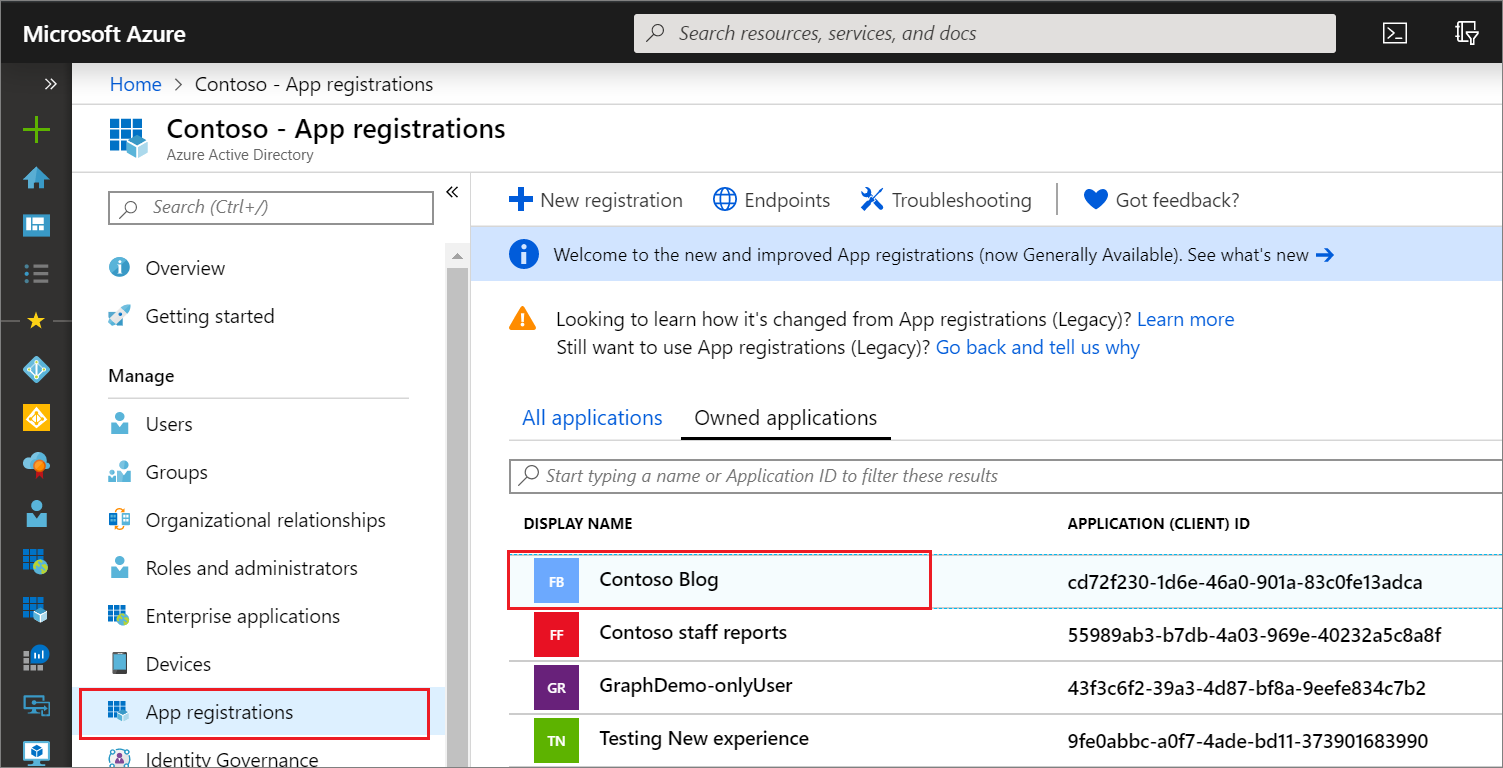 Microsoft Azure
Search resources, services, and docs
Home > Contoso - App registrations
Contoso - App registrations
Azure Active Directory
Search (Ctrl+/)
Overview
Getting started
Manage
Users
Groups
Organizational relationships
Roles and administrators
Enterprise applications
Devices
App registrations
Identity Governance
New registration Endpoints Troubleshooting Got feedback?
Welcome to the new and improved App registrations (now Generally Available). See what's new
Looking to learn how it's changed from App registrations (Legacy)? Learn more
Still want to use App registrations (Legacy)? Go back and tell us why
All applications Owned applications
Start typing a name or Application ID to filter these results
DISPLAY NAME APPLICATION (CLIENT) ID
FB Contoso Blog cd72f230-1d6e-46a0-901a-83c0fe13adca
FF Contoso staff reports 55989ab3-b7db-4a03-969e-40232a5c8a8f
GR GraphDemo-onlyUser 43f3c6f2-39a3-4d87-bf8a-9eefe834c7b2
TN Testing New experience 9fe0abbc-a0f7-4ade-bd11-373901683990